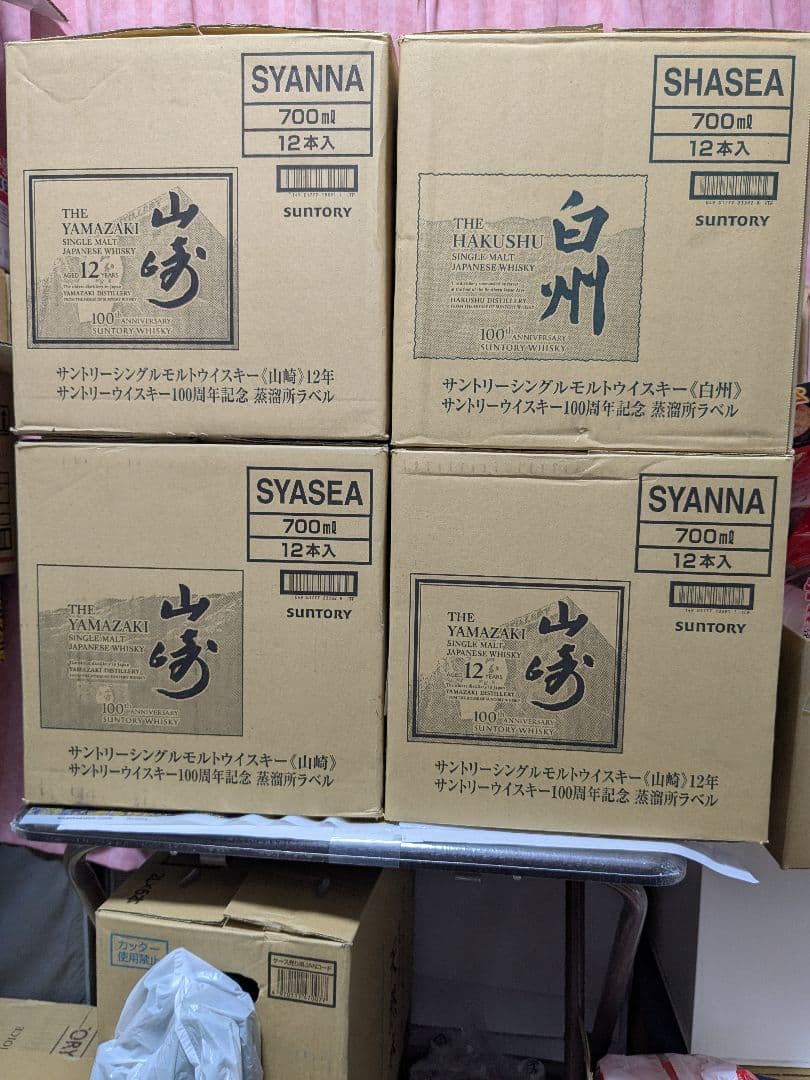 SYANNA
700ml
12本入
SUNTORY
THE
YAMAZAKI
SINGLE MALT
JAPANESE WHISKY
AGED 12 YEARS
YAMAZAKI DISTILLERY
山崎
100th ANNIVERSARY
SUNTORY WHISKY
サントリーシングルモルトウイスキー《山崎》12年
サントリーウイスキー100周年記念 蒸溜所ラベル
SHASEA
700ml
12本入
SUNTORY
THE
HAKUSHU
SINGLE MALT
JAPANESE WHISKY
HAKUSHU DISTILLERY
白州
100th ANNIVERSARY
SUNTORY WHISKY
サントリーシングルモルトウイスキー《白州》
サントリーウイスキー100周年記念 蒸溜所ラベル
SYASEA
700ml
12本入
SUNTORY
THE
YAMAZAKI
SINGLE MALT
JAPANESE WHISKY
YAMAZAKI DISTILLERY
山崎
100th ANNIVERSARY
SUNTORY WHISKY
サントリーシングルモルトウイスキー《山崎》
サントリーウイスキー100周年記念 蒸溜所ラベル
SYANNA
700ml
12本入
SUNTORY
THE
YAMAZAKI
SINGLE MALT
JAPANESE WHISKY
AGED 12 YEARS
YAMAZAKI DISTILLERY
山崎
100th ANNIVERSARY
SUNTORY WHISKY
サントリーシングルモルトウイスキー《山崎》12年
サントリーウイスキー100周年記念 蒸溜所ラベル
カッター
使用禁止
ケース売り用JANコード